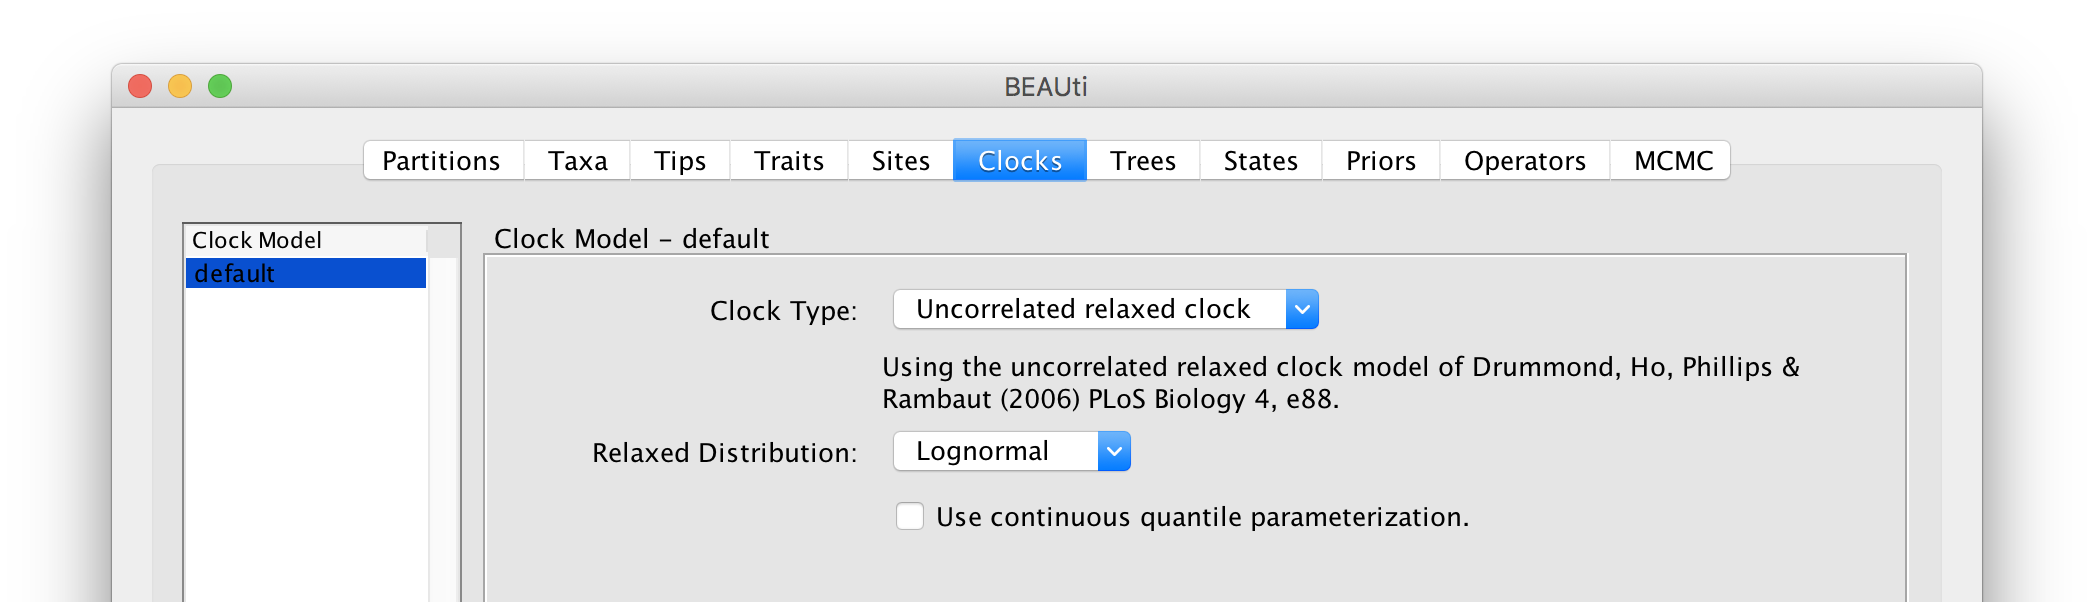 BEAUti
Partitions Taxa Tips Traits Sites Clocks Trees States Priors Operators MCMC
Clock Model
default
Clock Model – default
Clock Type: Uncorrelated relaxed clock
Using the uncorrelated relaxed clock model of Drummond, Ho, Phillips &
Rambaut (2006) PLoS Biology 4, e88.
Relaxed Distribution: Lognormal
Use continuous quantile parameterization.